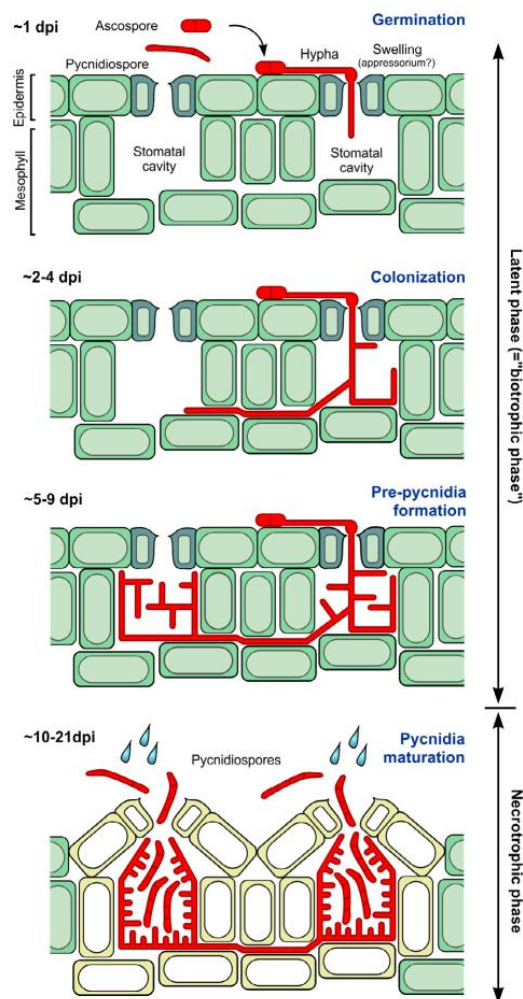 ~1 dpi
Ascospore
Germination
Pycnidiospore
Hypha
Swelling
(appressorium?)
Epidermis
Mesophyll
Stomatal
cavity
Stomatal
cavity
~2-4 dpi
Colonization
Latent phase (="biotrophic phase")
~5-9 dpi
Pre-pycnidia
formation
~10-21dpi
Pycnidiospores
Pycnidia
maturation
Necrotrophic phase